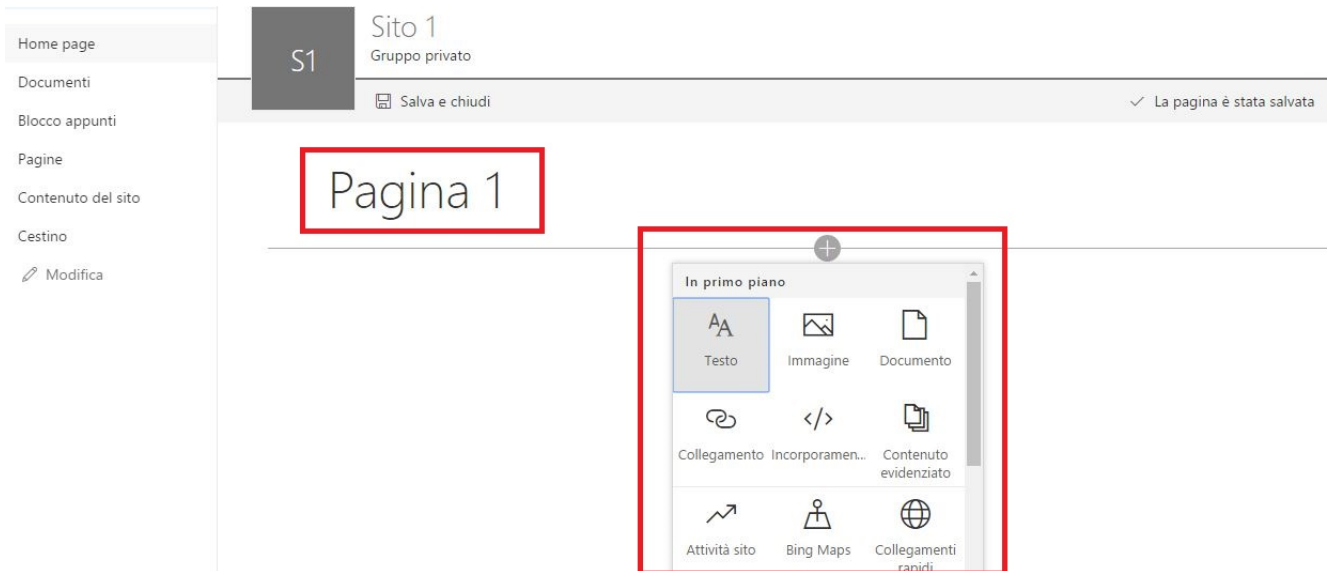 Home page
Documenti
Blocco appunti
Pagine
Contenuto del sito
Cestino
Modifica
S1
Sito 1
Gruppo privato
Salva e chiudi
La pagina è stata salvata
Pagina 1
In primo piano
Testo
Immagine
Documento
Collegamento
Incorporamen...
Contenuto
evidenziato
Attività sito
Bing Maps
Collegamenti
rapidi